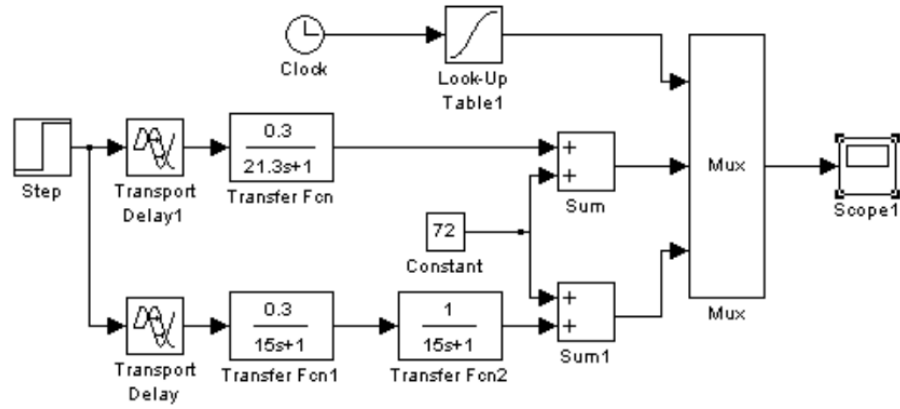 Clock
Look-Up
Table1
Step
Transport
Delay1
0.3
21.3s+1
Transfer Fcn
+
+
Sum
72
Constant
Transport
Delay
0.3
15s+1
Transfer Fcn1
1
15s+1
Transfer Fcn2
+
+
Sum1
Mux
Mux
Scope1